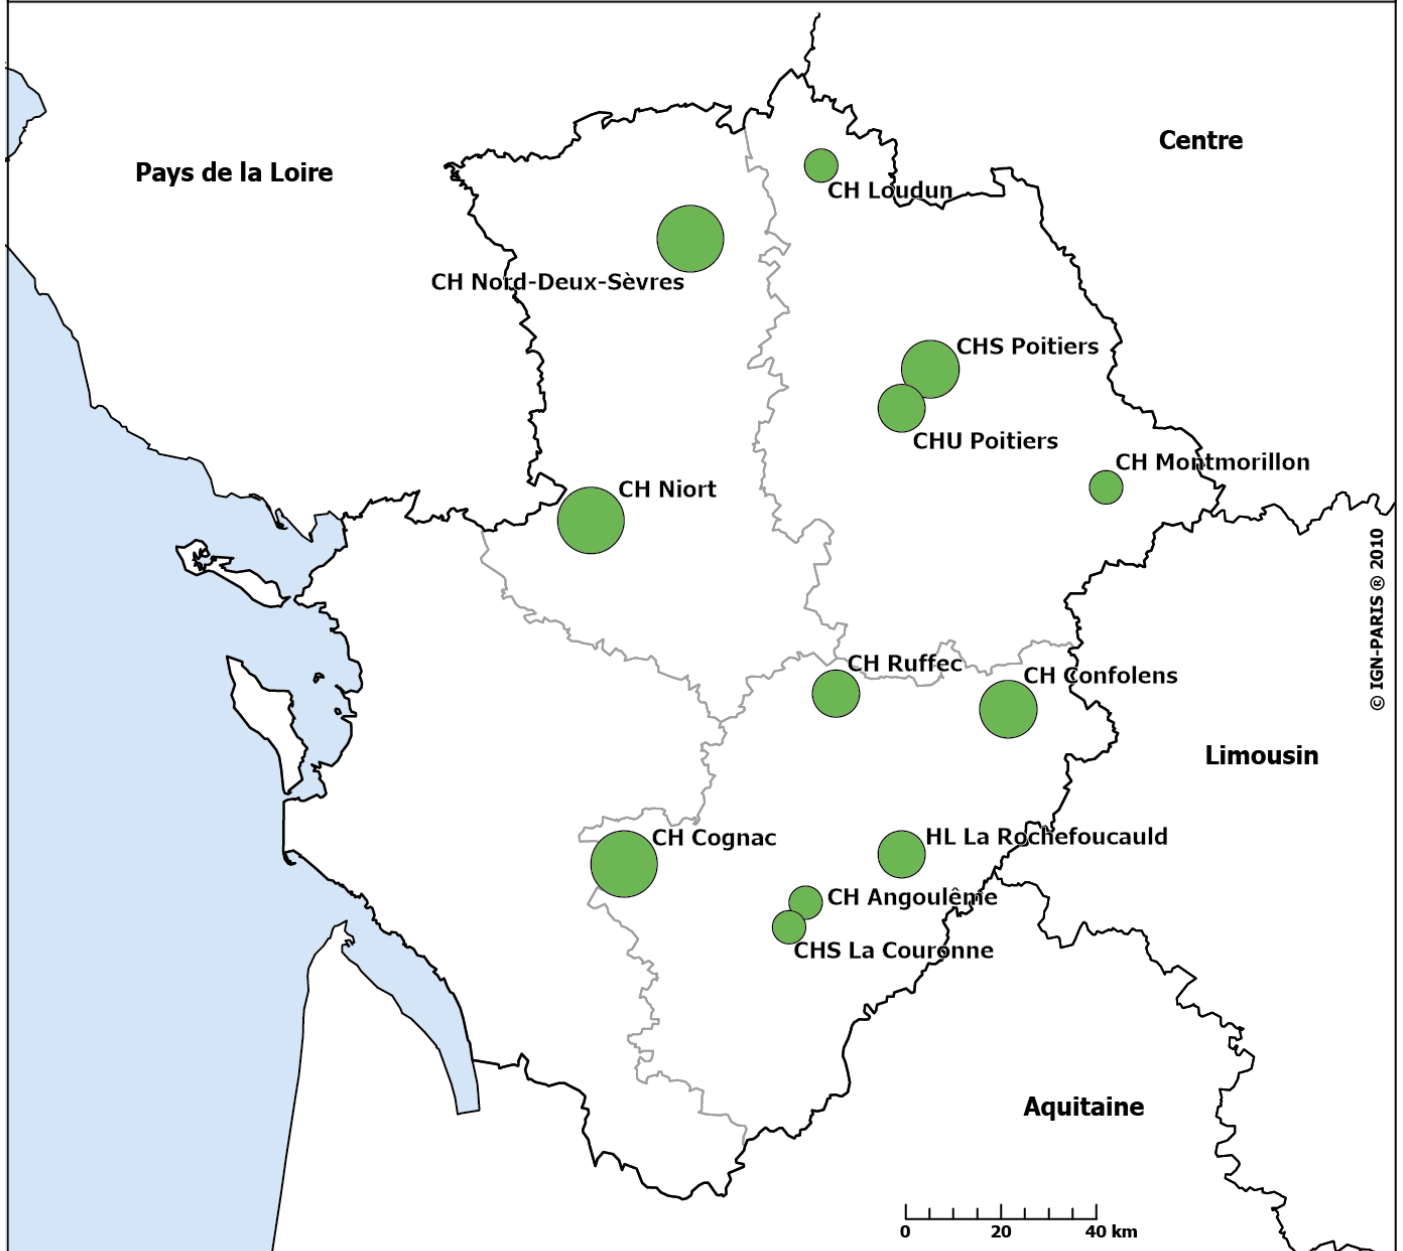 Centre
Pays de la Loire
CH Loudun
CH Nord-Deux-Sèvres
CHS Poitiers
CHU Poitiers
CH Montmorillon
CH Niort
© IGN-PARIS ® 2010
CH Ruffec
CH Confolens
Limousin
HL La Rochefoucauld
CH Cognac
CH Angoulême
CHS La Couronne
Aquitaine
0 20 40 km